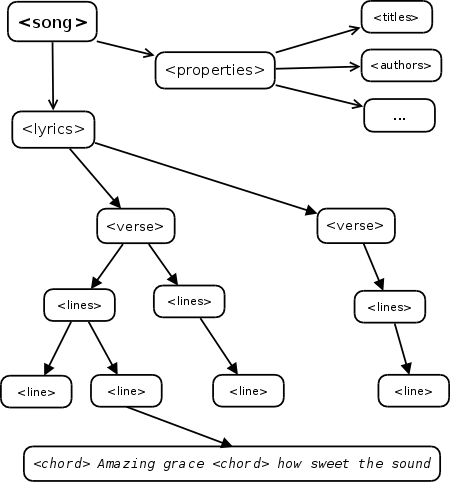 <song>
<titles>
<properties>
<authors>
...
<lyrics>
<verse>
<verse>
<lines>
<lines>
<lines>
<line>
<line>
<line>
<line>
<chord> Amazing grace <chord> how sweet the sound